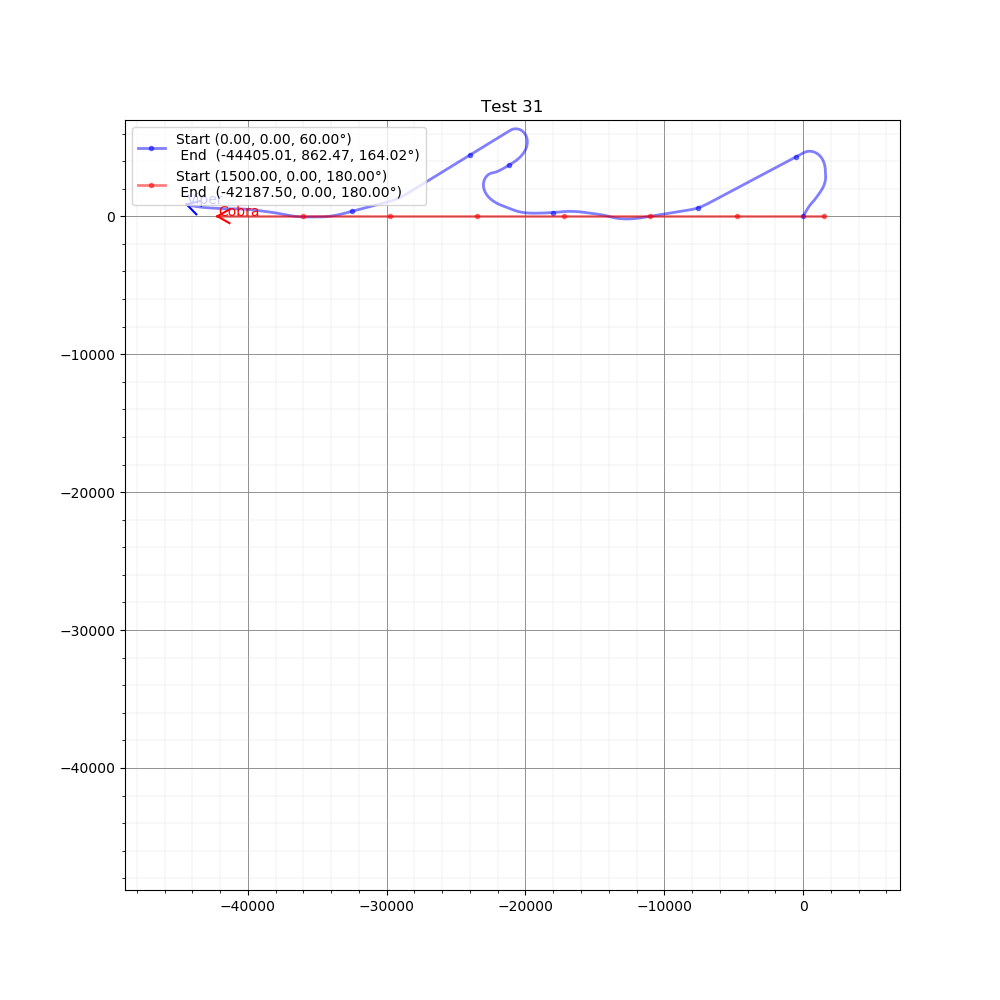 Test 31
Start (0.00, 0.00, 60.00°)
End  (-44405.01, 862.47, 164.02°)
Start (1500.00, 0.00, 180.00°)
End  (-42187.50, 0.00, 180.00°)
Viper
Cobra
0
−10000
−20000
−30000
−40000
−40000
−30000
−20000
−10000
0